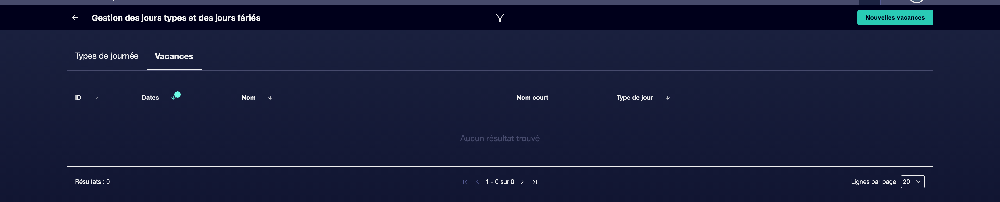 Gestion des jours types et des jours fériés
Nouvelles vacances
Types de journée Vacances
ID Dates 1 Nom Nom court Type de jour
Aucun résultat trouvé
Résultats : 0 1 - 0 sur 0 Lignes par page 20